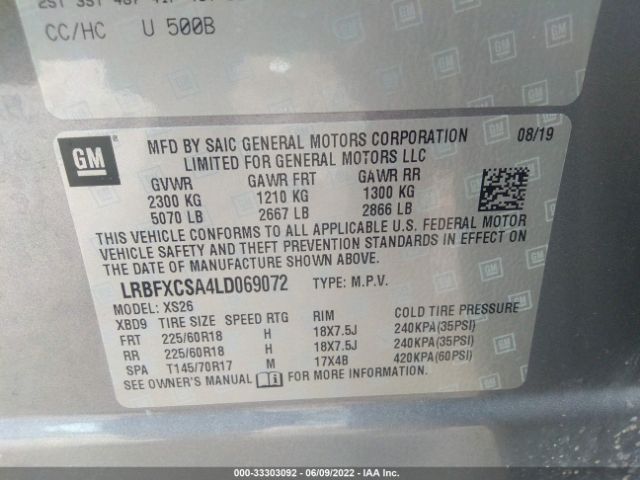 CC/HC U 500B
GM
MFD BY SAIC GENERAL MOTORS CORPORATION 08/19
LIMITED FOR GENERAL MOTORS LLC
GVWR GAWR FRT GAWR RR
2300 KG 1210 KG 1300 KG
5070 LB 2667 LB 2866 LB
THIS VEHICLE CONFORMS TO ALL APPLICABLE U.S. FEDERAL MOTOR
VEHICLE SAFETY AND THEFT PREVENTION STANDARDS IN EFFECT ON
THE DATE OF MANUFACTURE SHOWN ABOVE.
LRBFXCSA4LD069072 TYPE: M.P.V.
MODEL: XS26
XBD9 TIRE SIZE SPEED RTG RIM COLD TIRE PRESSURE
FRT 225/60R18 H 18X7.5J 240KPA(35PSI)
RR 225/60R18 H 18X7.5J 240KPA(35PSI)
SPA T145/70R17 M 17X4B 420KPA(60PSI)
SEE OWNER'S MANUAL FOR MORE INFORMATION.
000-33303092 - 06/09/2022 - IAA Inc.